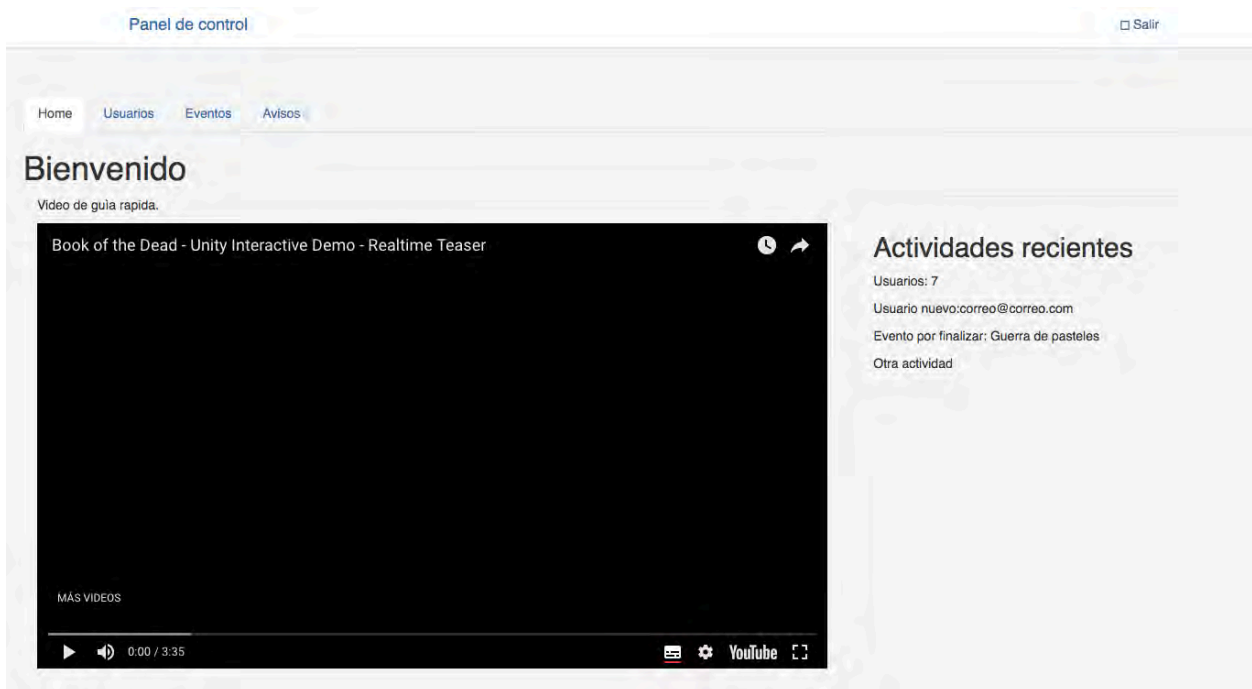 Panel de control
Salir
Home Usuarios Eventos Avisos
Bienvenido
Video de guìa rapida.
Book of the Dead - Unity Interactive Demo - Realtime Teaser
MÁS VIDEOS
0:00 / 3:35
YouTube
Actividades recientes
Usuarios: 7
Usuario nuevo:correo@correo.com
Evento por finalizar: Guerra de pasteles
Otra actividad